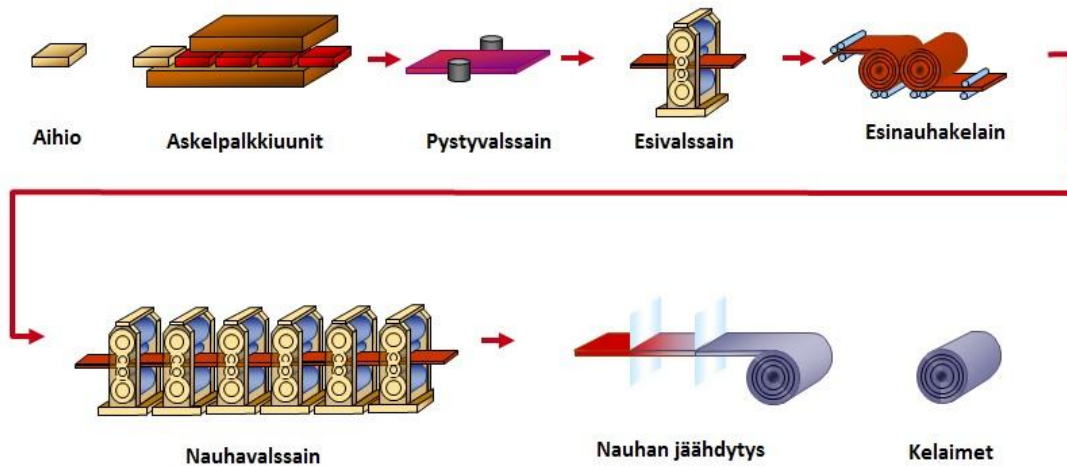 Aihio
Askelpalkkiuunit
Pystyvalssain
Esivalssain
Esinauhakelain
Nauhavalssain
Nauhan jäähdytys
Kelaimet